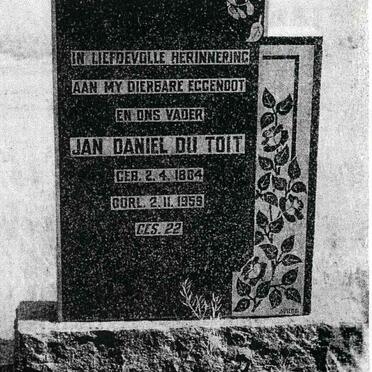 IN LIEFDEVOLLE HERINNERING
AAN MY DIERBARE EGGENOOT
EN ONS VADER
JAN DANIEL DU TOIT
GEB. 2.4.1884
OORL. 2.11.1959
GES. 22